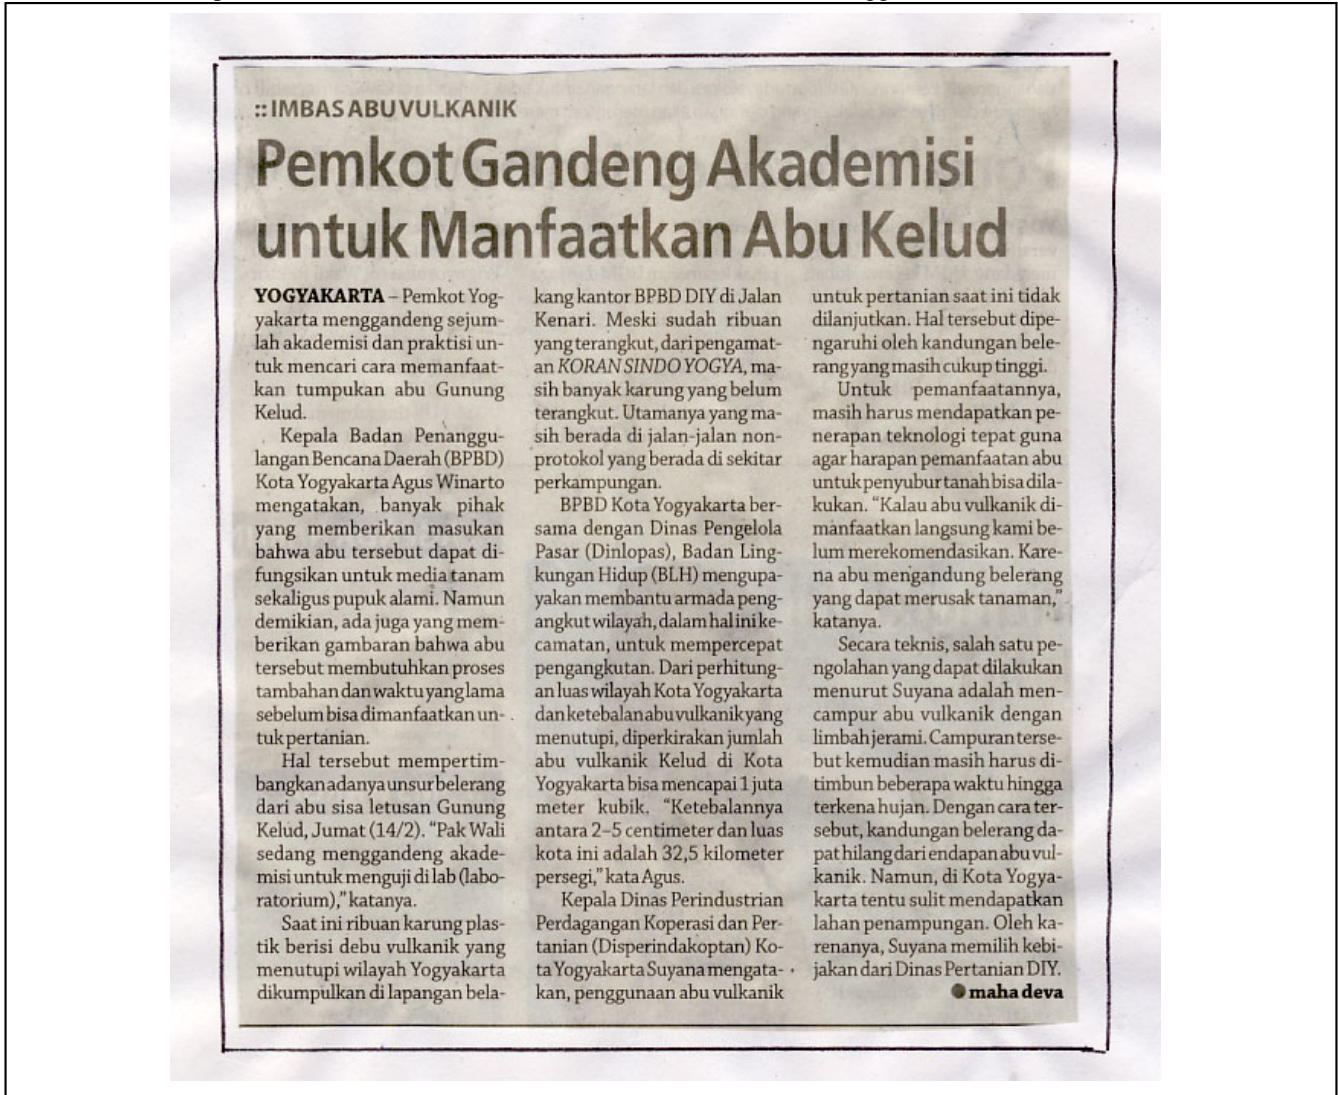 :: IMBAS ABU VULKANIK
Pemkot Gandeng Akademisi
untuk Manfaatkan Abu Kelud
YOGYAKARTA – Pemkot Yog-
yakarta menggandeng sejum-
lah akademisi dan praktisi un-
tuk mencari cara memanfaat-
kan tumpukan abu Gunung
Kelud.
Kepala Badan Penanggu-
langan Bencana Daerah (BPBD)
Kota Yogyakarta Agus Winarto
mengatakan, banyak pihak
yang memberikan masukan
bahwa abu tersebut dapat di-
fungsikan untuk media tanam
sekaligus pupuk alami. Namun
demikian, ada juga yang mem-
berikan gambaran bahwa abu
tersebut membutuhkan proses
tambahan dan waktu yang lama
sebelum bisa dimanfaatkan un-
tuk pertanian.
Hal tersebut mempertim-
bangkan adanya unsur belerang
dari abu sisa letusan Gunung
Kelud, Jumat (14/2). “Pak Wali
sedang menggandeng akade-
misi untuk menguji di lab (labo-
ratorium),” katanya.
Saat ini ribuan karung plas-
tik berisi debu vulkanik yang
menutupi wilayah Yogyakarta
dikumpulkan di lapangan bela-
kang kantor BPBD DIY di Jalan
Kenari. Meski sudah ribuan
yang terangkut, dari pengamat-
an KORAN SINDO YOGYA, ma-
sih banyak karung yang belum
terangkut. Utamanya yang ma-
sih berada di jalan-jalan non-
protokol yang berada di sekitar
perkampungan.
BPBD Kota Yogyakarta ber-
sama dengan Dinas Pengelola
Pasar (Dinlopas), Badan Ling-
kungan Hidup (BLH) mengupa-
yakan membantu armada peng-
angkut wilayah, dalam hal ini ke-
camatan, untuk mempercepat
pengangkutan. Dari perhitung-
an luas wilayah Kota Yogyakarta
dan ketebalan abu vulkanik yang
menutupi, diperkirakan jumlah
abu vulkanik Kelud di Kota
Yogyakarta bisa mencapai 1 juta
meter kubik. “Ketebalannya
antara 2–5 centimeter dan luas
kota ini adalah 32,5 kilometer
persegi,” kata Agus.
Kepala Dinas Perindustrian
Perdagangan Koperasi dan Per-
tanian (Disperindakoptan) Ko-
ta Yogyakarta Suyana mengata-
kan, penggunaan abu vulkanik
untuk pertanian saat ini tidak
dilanjutkan. Hal tersebut dipe-
ngaruhi oleh kandungan bele-
rang yang masih cukup tinggi.
Untuk pemanfaatannya,
masih harus mendapatkan pe-
nerapan teknologi tepat guna
agar harapan pemanfaatan abu
untuk penyubur tanah bisa dila-
kukan. “Kalau abu vulkanik di-
manfaatkan langsung kami be-
lum merekomendasikan. Kare-
na abu mengandung belerang
yang dapat merusak tanaman,”
katanya.
Secara teknis, salah satu pe-
ngolahan yang dapat dilakukan
menurut Suyana adalah men-
campur abu vulkanik dengan
limbah jerami. Campuran terse-
but kemudian masih harus di-
timbun beberapa waktu hingga
terkena hujan. Dengan cara ter-
sebut, kandungan belerang da-
pat hilang dari endapan abu vul-
kanik. Namun, di Kota Yogya-
karta tentu sulit mendapatkan
lahan penampungan. Oleh ka-
renanya, Suyana memilih kebi-
jakan dari Dinas Pertanian DIY.
● maha deva